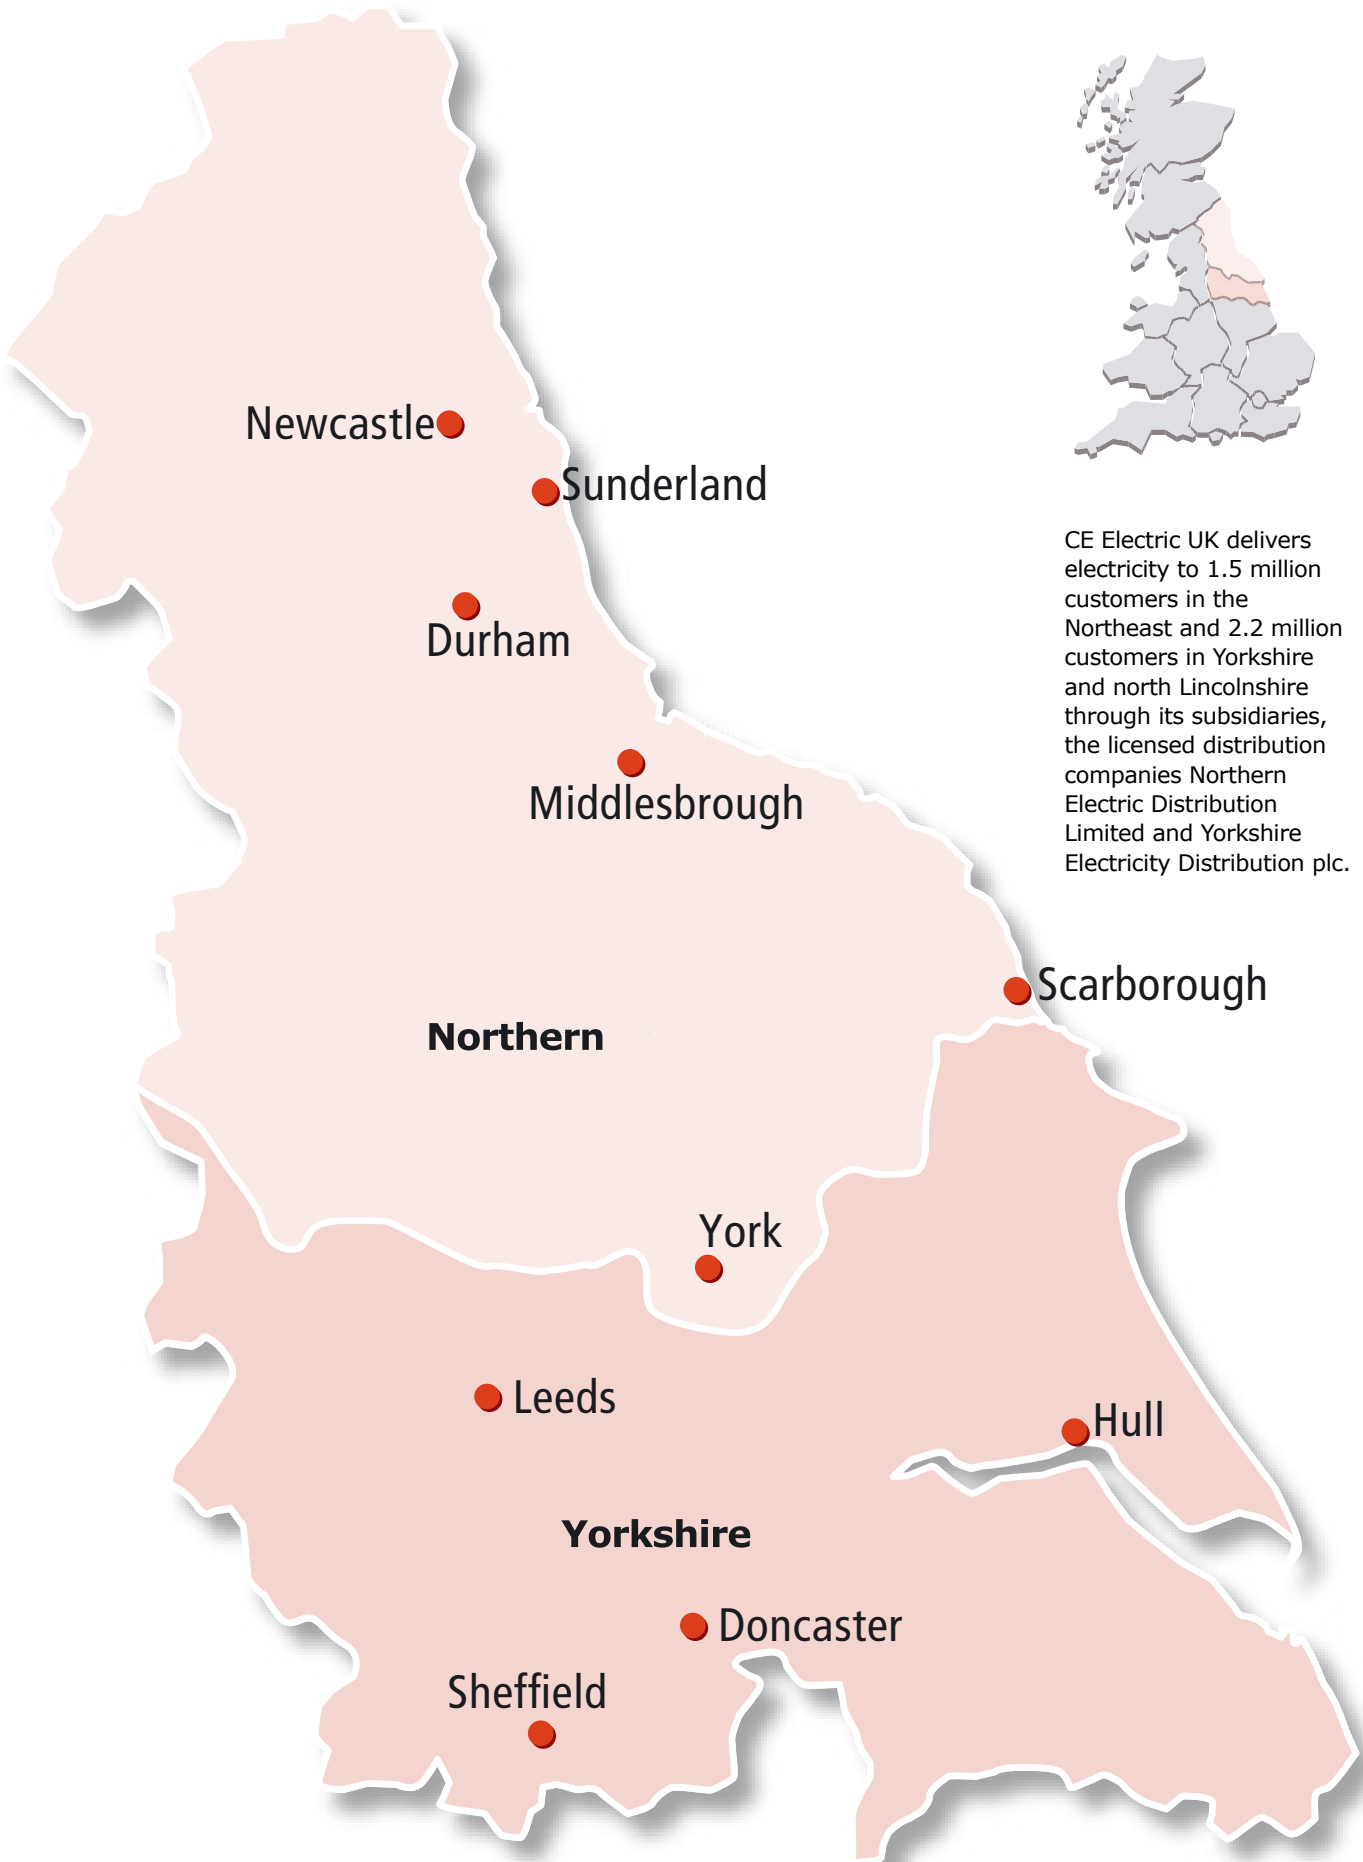 Newcastle
Sunderland
CE Electric UK delivers
electricity to 1.5 million
customers in the
Northeast and 2.2 million
customers in Yorkshire
and north Lincolnshire
through its subsidiaries,
the licensed distribution
companies Northern
Electric Distribution
Limited and Yorkshire
Electricity Distribution plc.
Durham
Middlesbrough
Scarborough
Northern
York
Leeds
Hull
Yorkshire
Doncaster
Sheffield